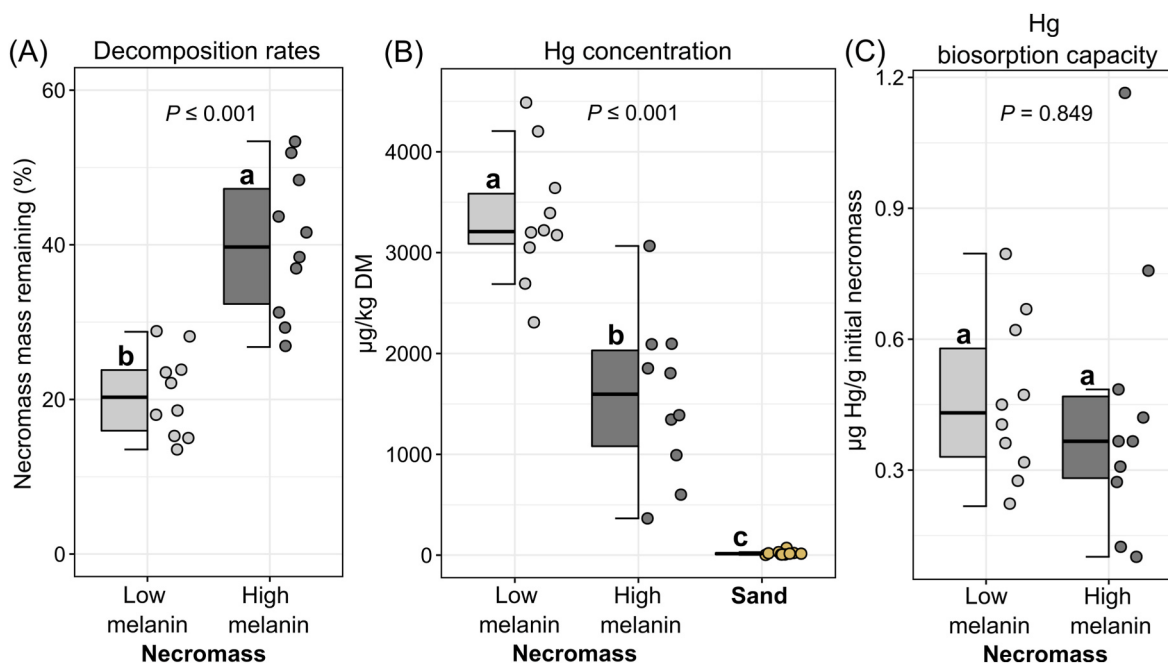 (A)
Decomposition rates
Necromass mass remaining (%)
60
40
20
0
P ≤ 0.001
b
a
Low
melanin
High
melanin
Necromass
(B)
Hg concentration
µg/kg DM
4000
3000
2000
1000
0
P ≤ 0.001
a
b
c
Low
melanin
High
melanin
Sand
Necromass
(C)
Hg
biosorption capacity
µg Hg/g initial necromass
1.2
0.9
0.6
0.3
P = 0.849
a
a
Low
melanin
High
melanin
Necromass